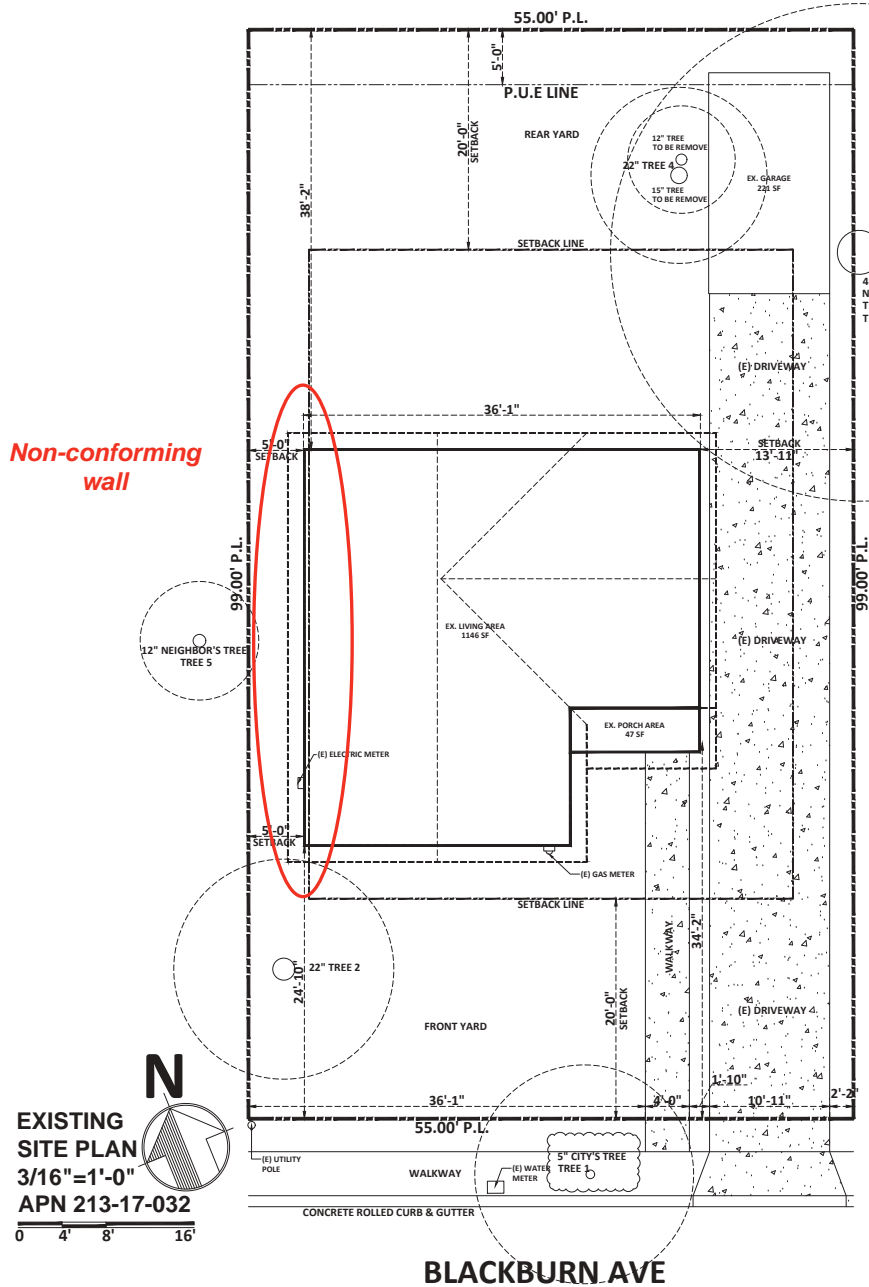 55.00' P.L.
5'-0"
P.U.E LINE
20'-0"
SETBACK
REAR YARD
12" TREE
TO BE REMOVE
22" TREE 4
15" TREE
TO BE REMOVE
EX. GARAGE
221 SF
38'-2"
SETBACK LINE
4
N
T
T
(E) DRIVEWAY
36'-1"
Non-conforming
wall
5'-0"
SETBACK
SETBACK
13'-11"
99.00' P.L.
99.00' P.L.
12" NEIGHBOR'S TREE
TREE 5
EX. LIVING AREA
1146 SF
(E) DRIVEWAY
EX. PORCH AREA
47 SF
(E) ELECTRIC METER
5'-0"
SETBACK
(E) GAS METER
SETBACK LINE
22" TREE 2
24'-10"
20'-0"
SETBACK
WALKWAY
34'-2"
(E) DRIVEWAY
FRONT YARD
N
36'-1"
4'-0"
1'-10"
10'-11"
2'-2"
55.00' P.L.
EXISTING
SITE PLAN
3/16"=1'-0"
APN 213-17-032
0 4' 8' 16'
(E) UTILITY
POLE
WALKWAY
(E) WATER
METER
5" CITY'S TREE
TREE 1
CONCRETE ROLLED CURB & GUTTER
BLACKBURN AVE